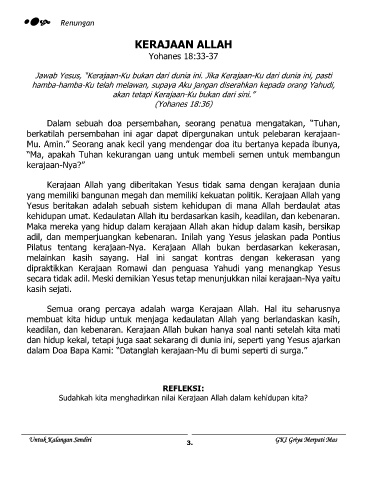 Renungan
KERAJAAN ALLAH
Yohanes 18:33-37
Jawab Yesus, "Kerajaan-Ku bukan dari dunia ini. Jika Kerajaan-Ku dari dunia ini, pasti
hamba-hamba-Ku telah melawan, supaya Aku jangan diserahkan kepada orang Yahudi,
akan tetapi Kerajaan-Ku bukan dari sini."
(Yohanes 18:36)
Dalam sebuah doa persembahan, seorang penatua mengatakan, "Tuhan,
berkatilah persembahan ini agar dapat dipergunakan untuk pelebaran kerajaan-
Mu. Amin." Seorang anak kecil yang mendengar doa itu bertanya kepada ibunya,
"Ma, apakah Tuhan kekurangan uang untuk membeli semen untuk membangun
kerajaan-Nya?"
Kerajaan Allah yang diberitakan Yesus tidak sama dengan kerajaan dunia
yang memiliki bangunan megah dan memiliki kekuatan politik. Kerajaan Allah yang
Yesus beritakan adalah sebuah sistem kehidupan di mana Allah berdaulat atas
kehidupan umat. Kedaulatan Allah itu berdasarkan kasih, keadilan, dan kebenaran.
Maka mereka yang hidup dalam kerajaan Allah akan hidup dalam kasih, bersikap
adil, dan memperjuangkan kebenaran. Inilah yang Yesus jelaskan pada Pontius
Pilatus tentang kerajaan-Nya. Kerajaan Allah bukan berdasarkan kekerasan,
melainkan kasih sayang. Hal ini sangat kontras dengan kekerasan yang
dipraktikkan Kerajaan Romawi dan penguasa Yahudi yang menangkap Yesus
secara tidak adil. Meski demikian Yesus tetap menunjukkan nilai kerajaan-Nya yaitu
kasih sejati.
Semua orang percaya adalah warga Kerajaan Allah. Hal itu seharusnya
membuat kita hidup untuk menjaga kedaulatan Allah yang berlandaskan kasih,
keadilan, dan kebenaran. Kerajaan Allah bukan hanya soal nanti setelah kita mati
dan hidup kekal, tetapi juga saat sekarang di dunia ini, seperti yang Yesus ajarkan
dalam Doa Bapa Kami: "Datanglah kerajaan-Mu di bumi seperti di surga."
REFLEKSI:
Sudahkah kita menghadirkan nilai Kerajaan Allah dalam kehidupan kita?
Untuk Kalangan Sendiri
3.
GKI Griya Merpati Mas